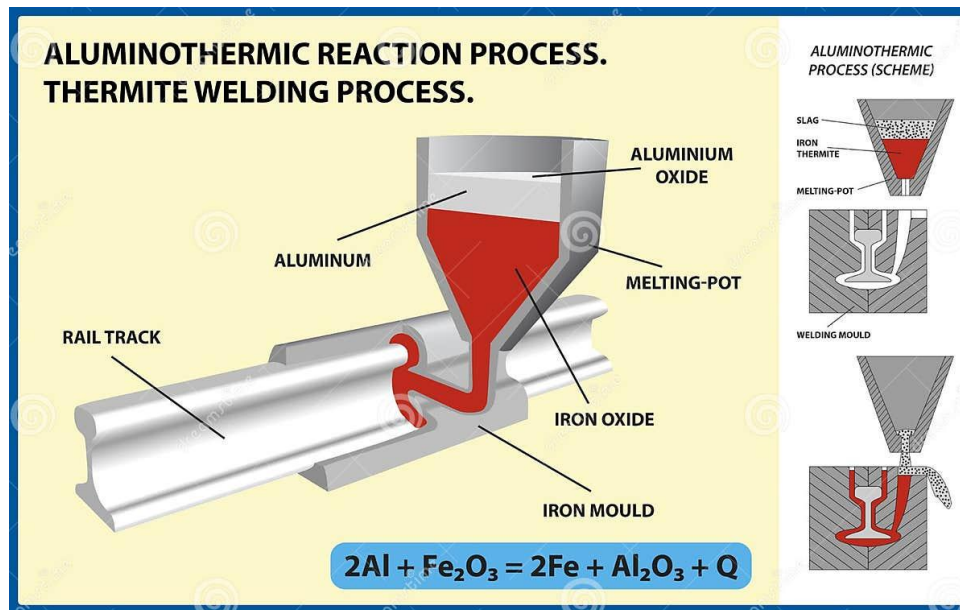 ALUMINOTHERMIC REACTION PROCESS.
THERMITE WELDING PROCESS.
ALUMINIUM
OXIDE
ALUMINUM
MELTING-POT
RAIL TRACK
IRON OXIDE
IRON MOULD
2Al + Fe₂O₃ = 2Fe + Al₂O₃ + Q
ALUMINOTHERMIC
PROCESS (SCHEME)
SLAG
IRON
THERMITE
MELTING-POT
WELDING MOULD